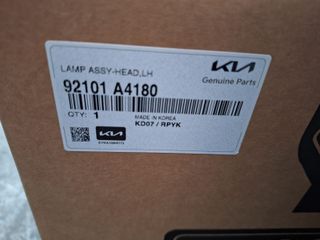 LAMP ASSY-HEAD,LH
KIA
Genuine Parts
92101 A4180
QTY: 1
MADE IN KOREA
KD07 / RPYK
KIA